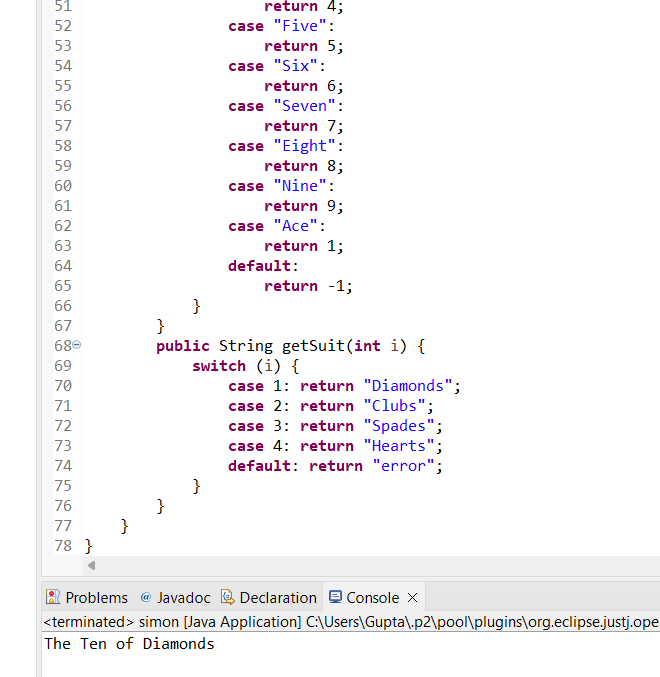 51 return 4;
52 case "Five":
53 return 5;
54 case "Six":
55 return 6;
56 case "Seven":
57 return 7;
58 case "Eight":
59 return 8;
60 case "Nine":
61 return 9;
62 case "Ace":
63 return 1;
64 default:
65 return -1;
66 }
67 }
68 public String getSuit(int i) {
69 switch (i) {
70 case 1: return "Diamonds";
71 case 2: return "Clubs";
72 case 3: return "Spades";
73 case 4: return "Hearts";
74 default: return "error";
75 }
76 }
77 }
78 }
Problems @ Javadoc Declaration Console
<terminated> simon [Java Application] C:\Users\Gupta\.p2\pool\plugins\org.eclipse.justj.ope
The Ten of Diamonds